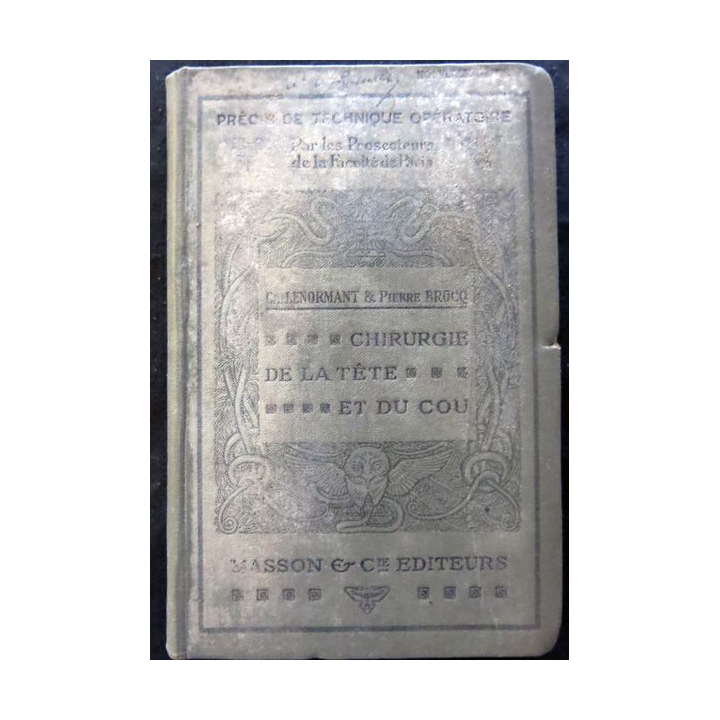 PRÉCIS DE TECHNIQUE OPÉRATOIRE
Par les Prosecteurs
de la Faculté de Paris
CH. LENORMANT & PIERRE BROCQ
CHIRURGIE
DE LA TÊTE
ET DU COU
MASSON & CIE EDITEURS